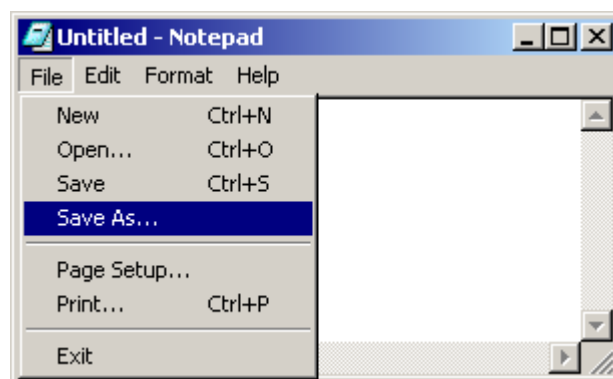 Untitled - Notepad
File Edit Format Help
New Ctrl+N
Open... Ctrl+O
Save Ctrl+S
Save As...
Page Setup...
Print... Ctrl+P
Exit